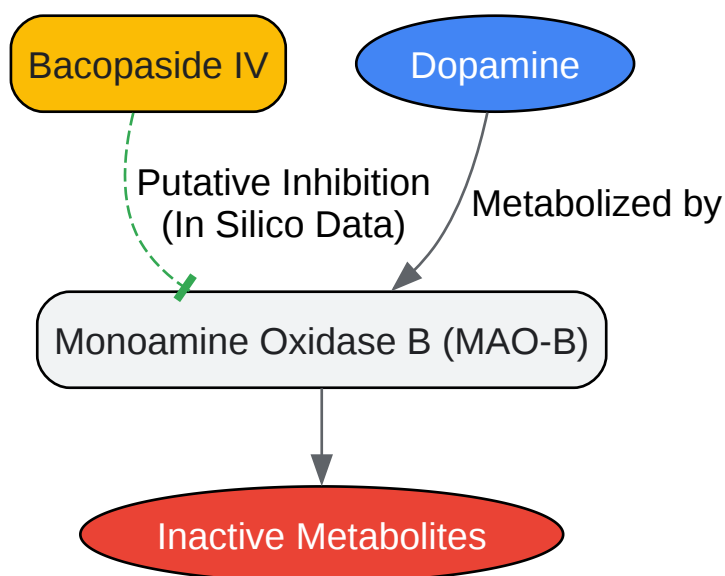 Bacopaside IV
Dopamine
Putative Inhibition
(In Silico Data)
Metabolized by
Monoamine Oxidase B (MAO-B)
Inactive Metabolites